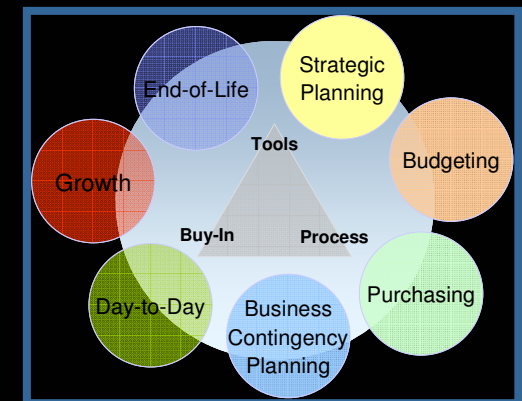 Strategic
Planning
End-of-Life
Tools
Budgeting
Growth
Buy-In
Process
Purchasing
Day-to-Day
Business
Contingency
Planning